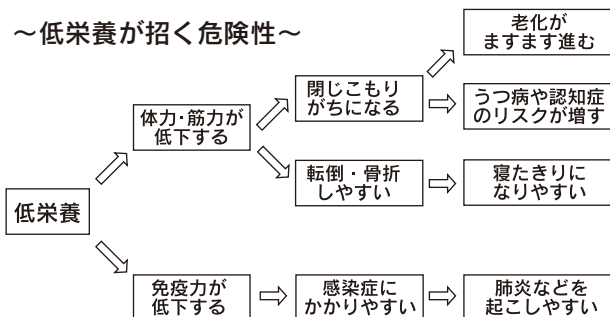 ～低栄養が招く危険性～
老化が
ますます進む
閉じこもり
がちになる
うつ病や認知症
のリスクが増す
体力・筋力が
低下する
転倒・骨折
しやすい
寝たきりに
なりやすい
低栄養
免疫力が
低下する
感染症に
かかりやすい
肺炎などを
起こしやすい